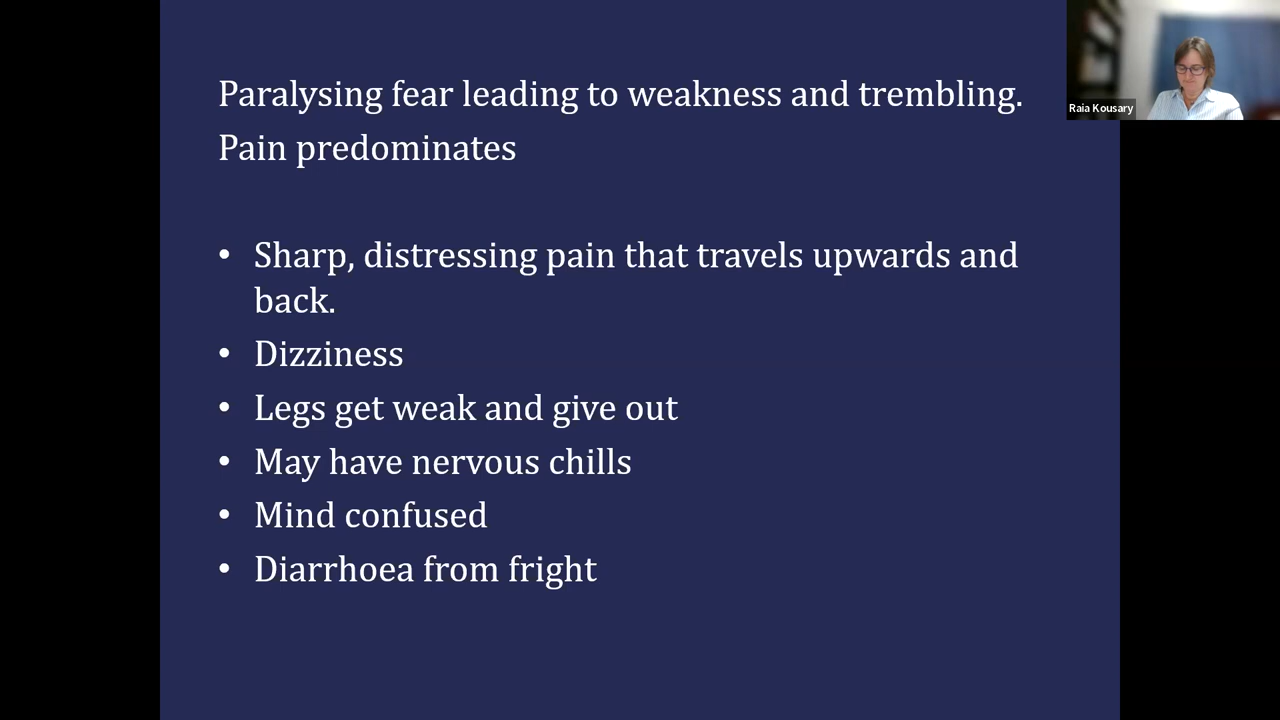 Paralysing fear leading to weakness and trembling.
Pain predominates
• Sharp, distressing pain that travels upwards and
back.
• Dizziness
• Legs get weak and give out
• May have nervous chills
• Mind confused
• Diarrhoea from fright
Raia Kousary